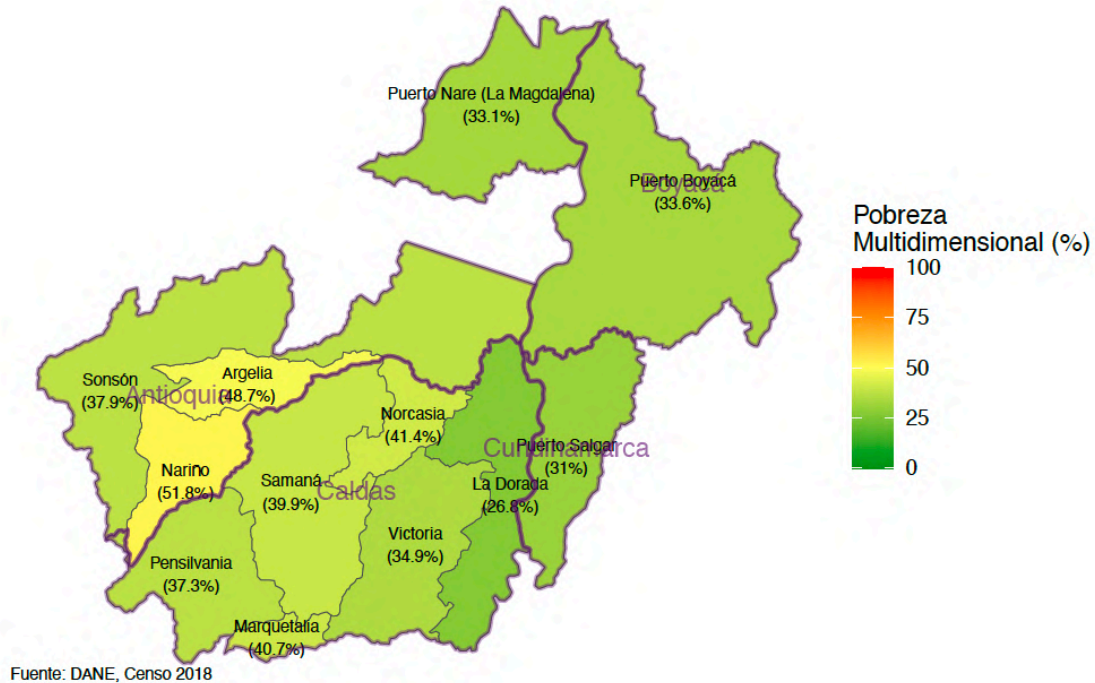 Puerto Nare (La Magdalena)
(33.1%)
Puerto Boyacá
Boyacá
(33.6%)
Pobreza
Multidimensional (%)
100
75
50
25
0
Sonsón
(37.9%)
Antioquia
Argelia
(48.7%)
Norcasia
(41.4%)
Cundinamarca
Puerto Salgar
(31%)
Nariño
(51.8%)
Samaná
(39.9%)
Caldas
La Dorada
(26.8%)
Victoria
(34.9%)
Pensilvania
(37.3%)
Marquetalia
(40.7%)
Fuente: DANE, Censo 2018